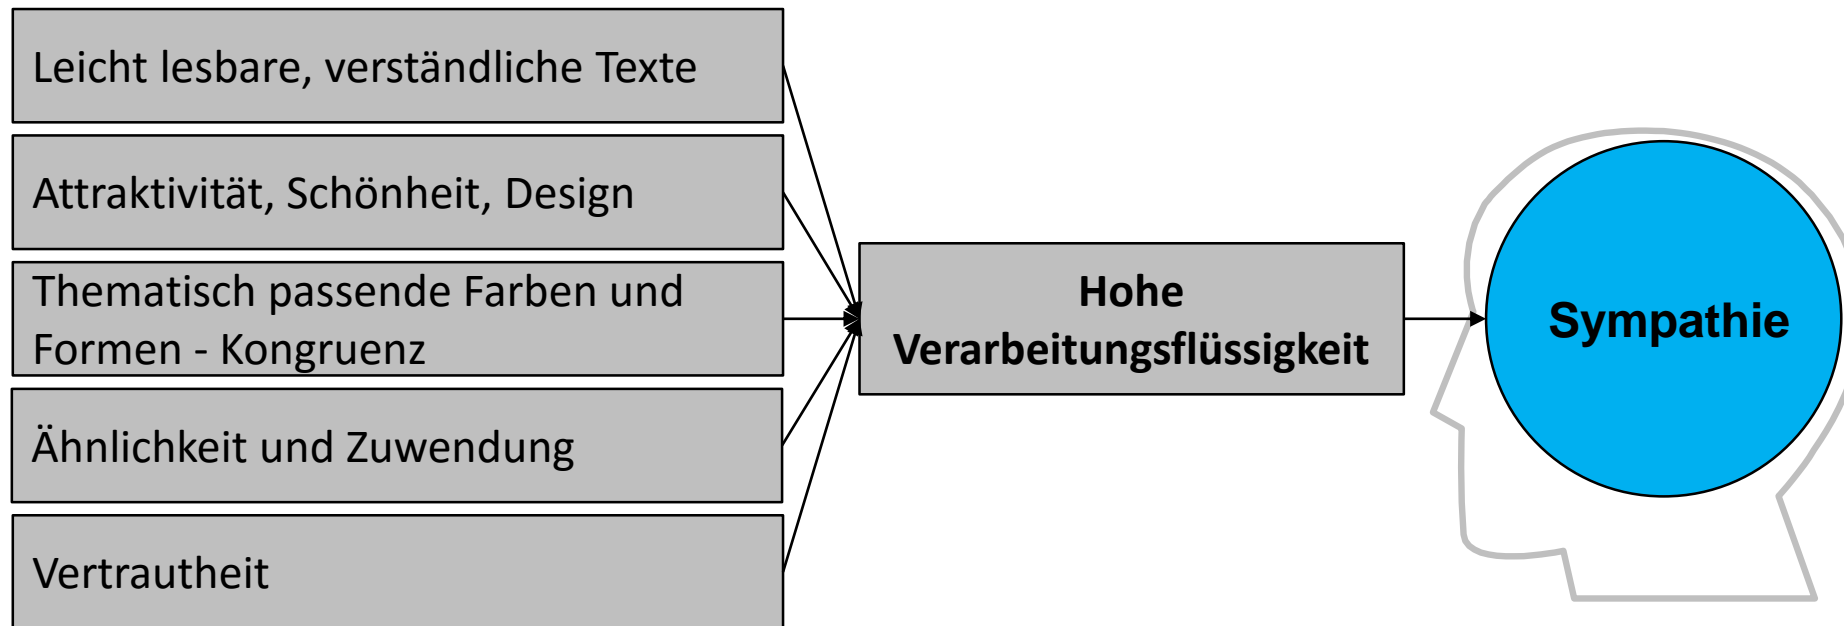 Leicht lesbare, verständliche Texte
Attraktivität, Schönheit, Design
Thematisch passende Farben und
Formen - Kongruenz
Ähnlichkeit und Zuwendung
Vertrautheit
Hohe
Verarbeitungsflüssigkeit
Sympathie